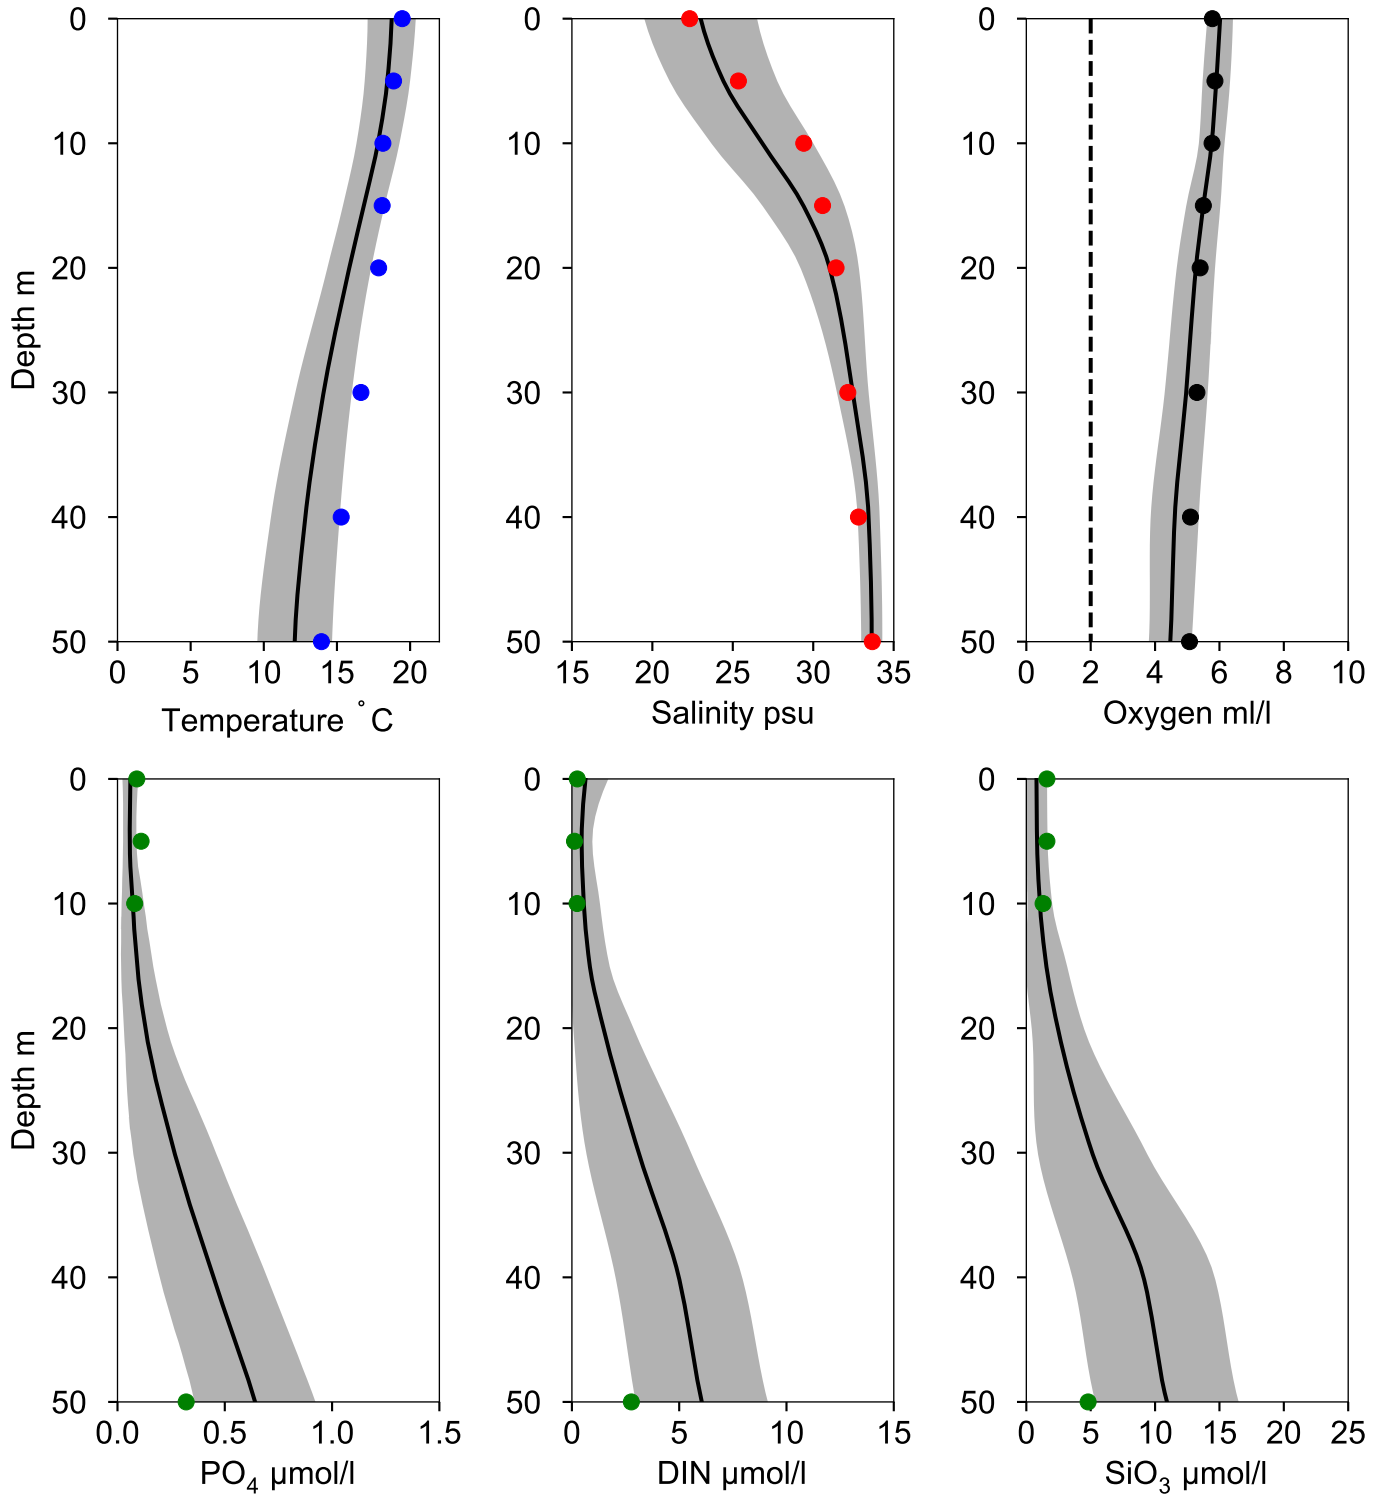 0
10
20
30
40
50
Depth m
0 5 10 15 20
Temperature °C
0
10
20
30
40
50
15 20 25 30 35
Salinity psu
0
10
20
30
40
50
0 2 4 6 8 10
Oxygen ml/l
0
10
20
30
40
50
Depth m
0.0 0.5 1.0 1.5
PO₄ µmol/l
0
10
20
30
40
50
0 5 10 15
DIN µmol/l
0
10
20
30
40
50
0 5 10 15 20 25
SiO₃ µmol/l